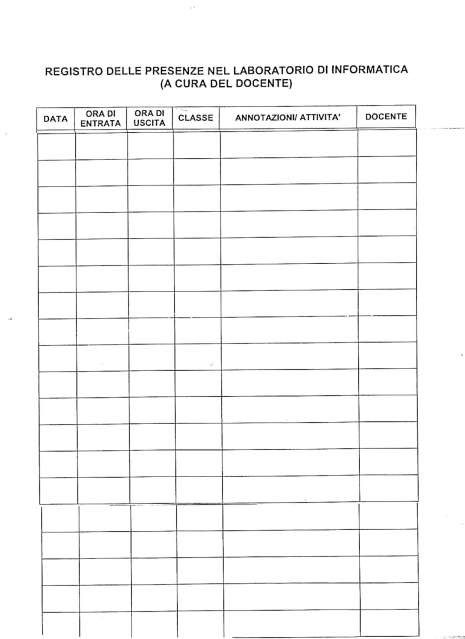 REGISTRO DELLE PRESENZE NEL LABORATORIO DI INFORMATICA
(A CURA DEL DOCENTE)
DATA ORA DI ENTRATA ORA DI USCITA CLASSE ANNOTAZIONI/ ATTIVITA' DOCENTE